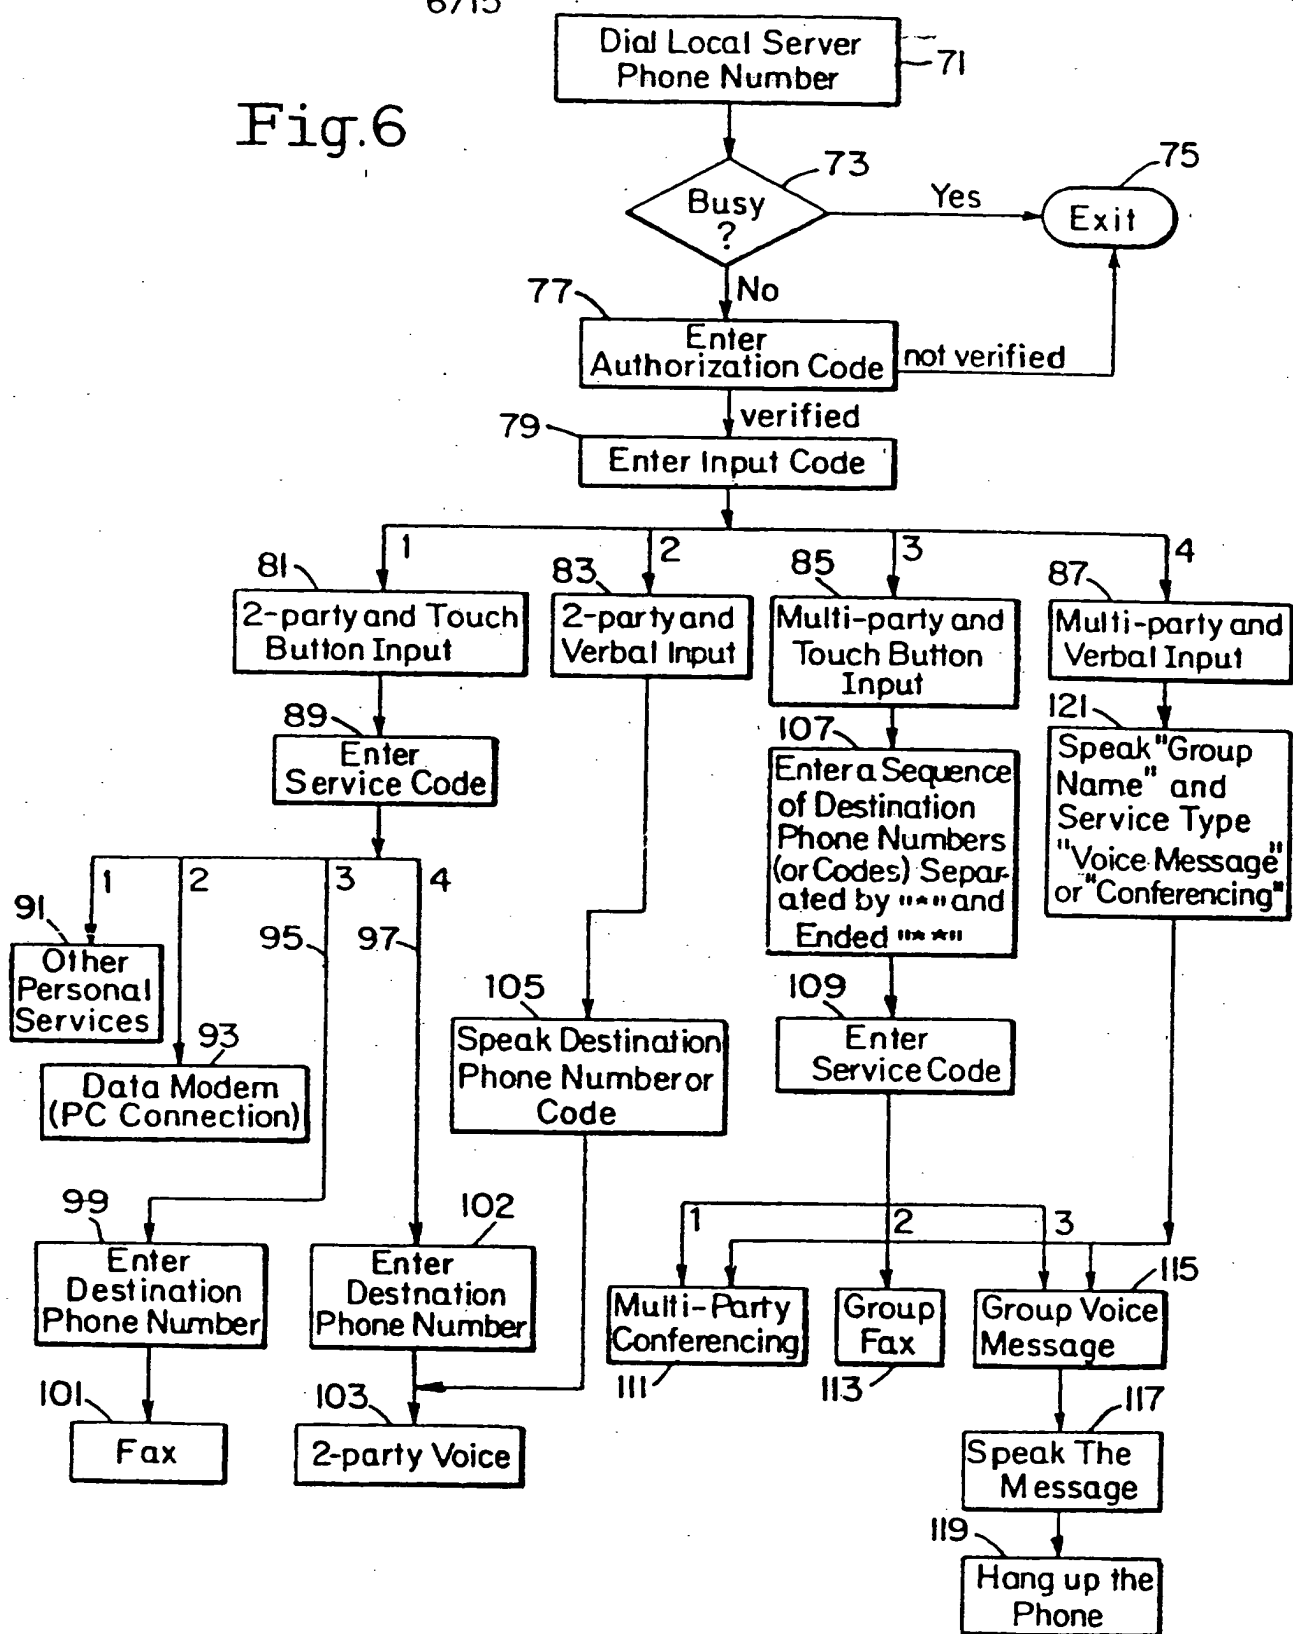 6/15
Fig.6
Dial Local Server
Phone Number
71
73
Busy
?
Yes
75
Exit
No
77
Enter
Authorization Code
not verified
verified
79
Enter Input Code
1
2
3
4
81
2-party and Touch
Button Input
83
2-party and
Verbal Input
85
Multi-party and
Touch Button
Input
87
Multi-party and
Verbal Input
89
Enter
Service Code
107
Enter a Sequence
of Destination
Phone Numbers
(or Codes) Separ-
ated by "*" and
Ended "**"
121
Speak "Group
Name" and
Service Type
"Voice Message"
or "Conferencing"
1
2
3
4
91
Other
Personal
Services
93
Data Modem
(PC Connection)
95
97
105
Speak Destination
Phone Number or
Code
109
Enter
Service Code
99
Enter
Destination
Phone Number
102
Enter
Destnation
Phone Number
1
2
3
Multi-Party
Conferencing
111
Group
Fax
113
115
Group Voice
Message
101
Fax
103
2-party Voice
117
Speak The
Message
119
Hang up the
Phone